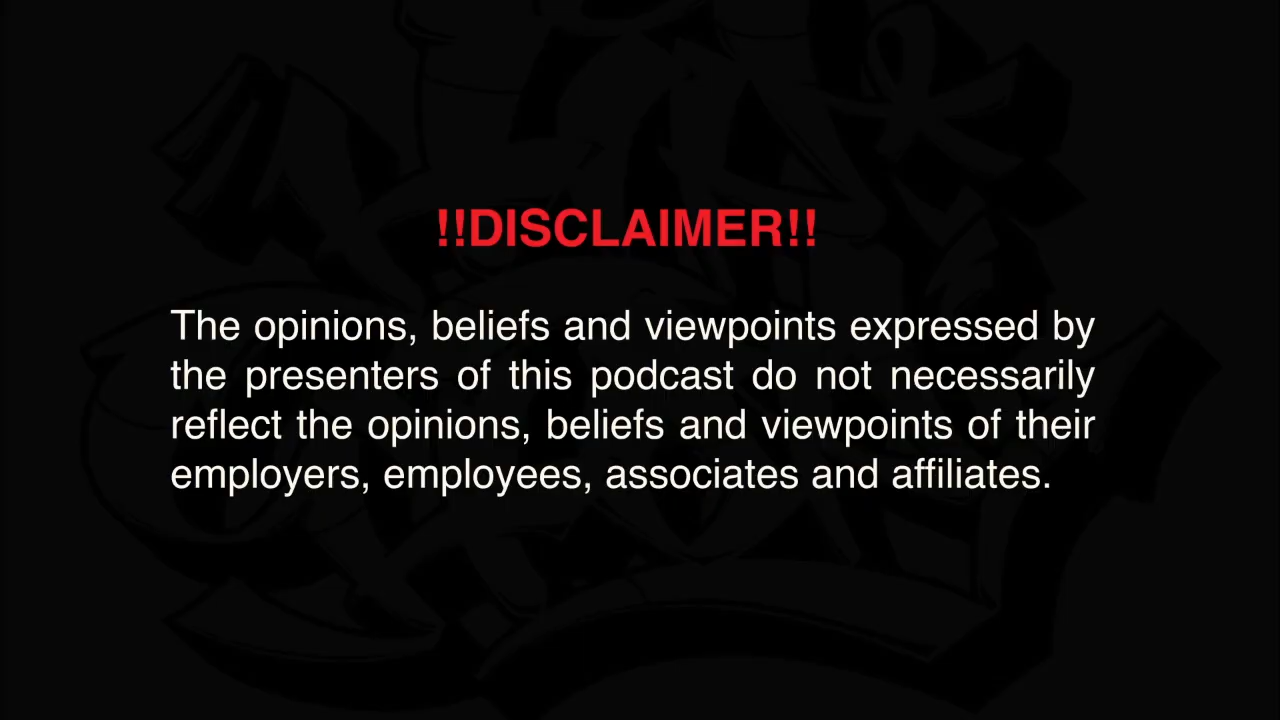 !!DISCLAIMER!!
The opinions, beliefs and viewpoints expressed by
the presenters of this podcast do not necessarily
reflect the opinions, beliefs and viewpoints of their
employers, employees, associates and affiliates.